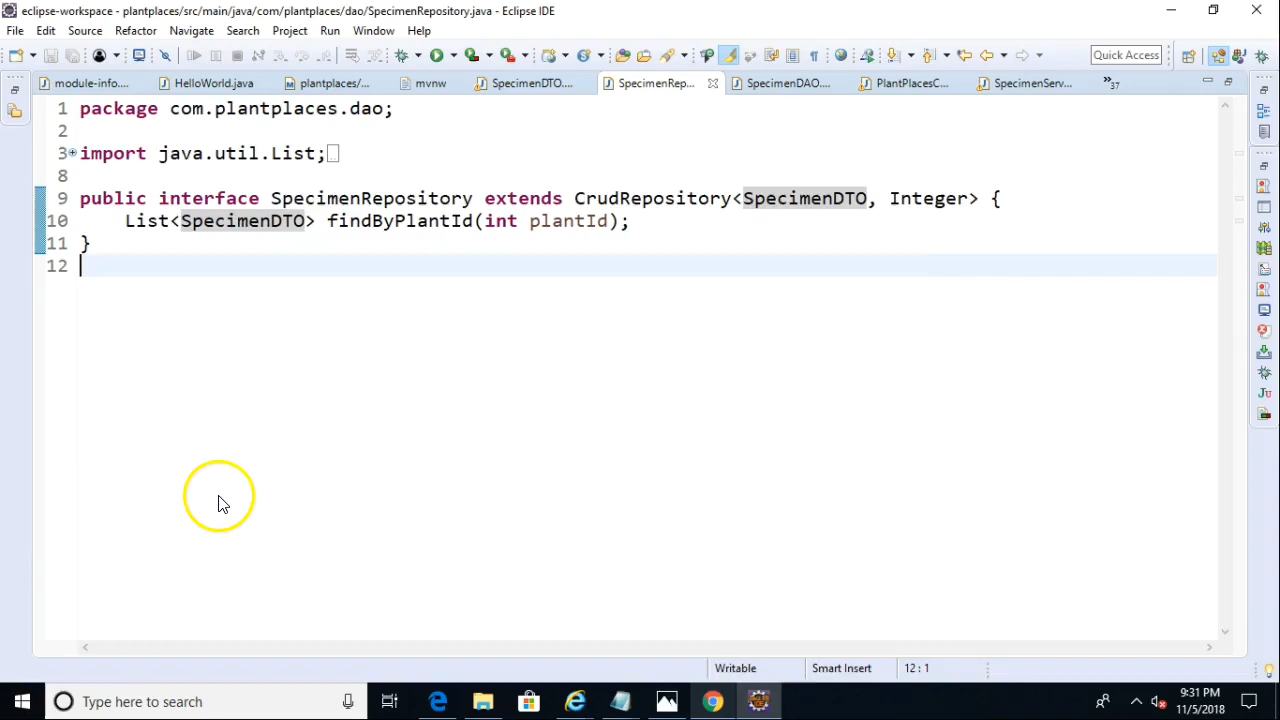 eclipse-workspace - plantplaces/src/main/java/com/plantplaces/dao/SpecimenRepository.java - Eclipse IDE
File Edit Source Refactor Navigate Search Project Run Window Help
Quick Access
module-info.... HelloWorld.java plantplaces/... mvnw SpecimenDTO.... SpecimenRep... SpecimenDAO.... PlantPlacesC... SpecimenServ... »37
1 package com.plantplaces.dao;
2
3 import java.util.List;
8
9 public interface SpecimenRepository extends CrudRepository<SpecimenDTO, Integer> {
10 List<SpecimenDTO> findByPlantId(int plantId);
11 }
12
Writable Smart Insert 12 : 1
Type here to search
9:31 PM
11/5/2018